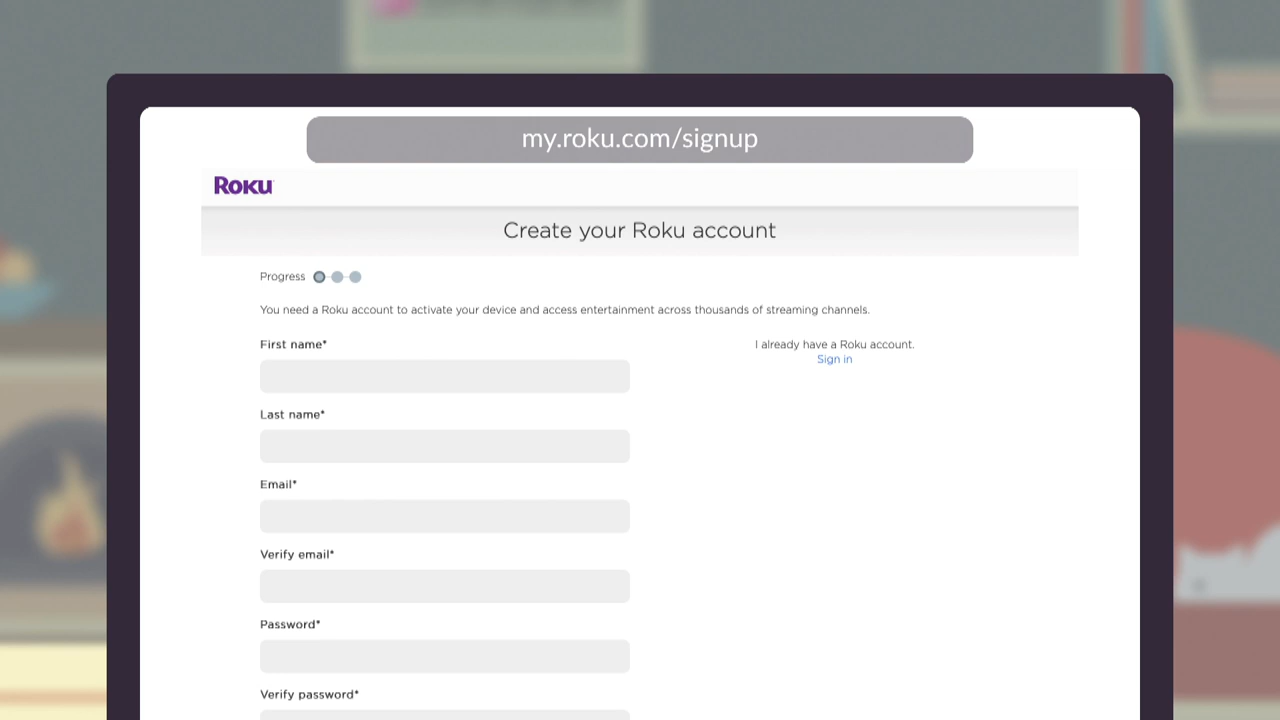 my.roku.com/signup
Roku
Create your Roku account
Progress
You need a Roku account to activate your device and access entertainment across thousands of streaming channels.
First name*
I already have a Roku account.
Sign in
Last name*
Email*
Verify email*
Password*
Verify password*